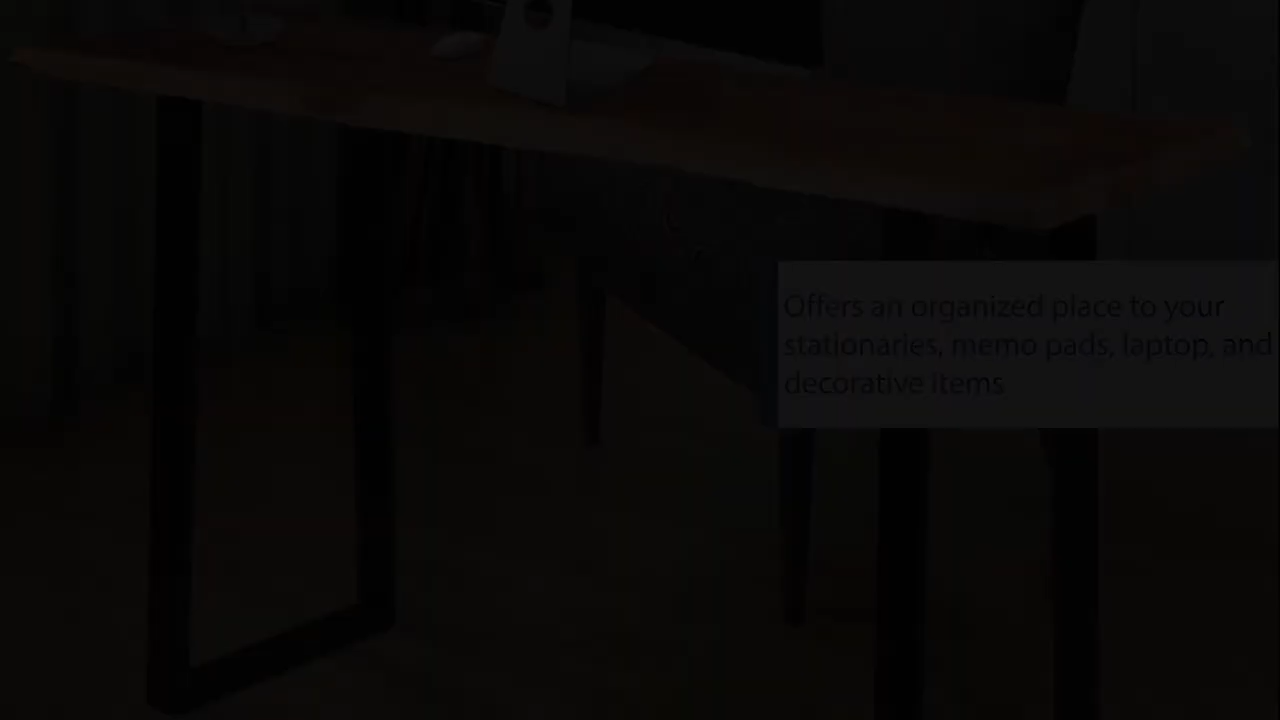 Offers an organized place to your
stationaries, memo pads, laptop, and
decorative items